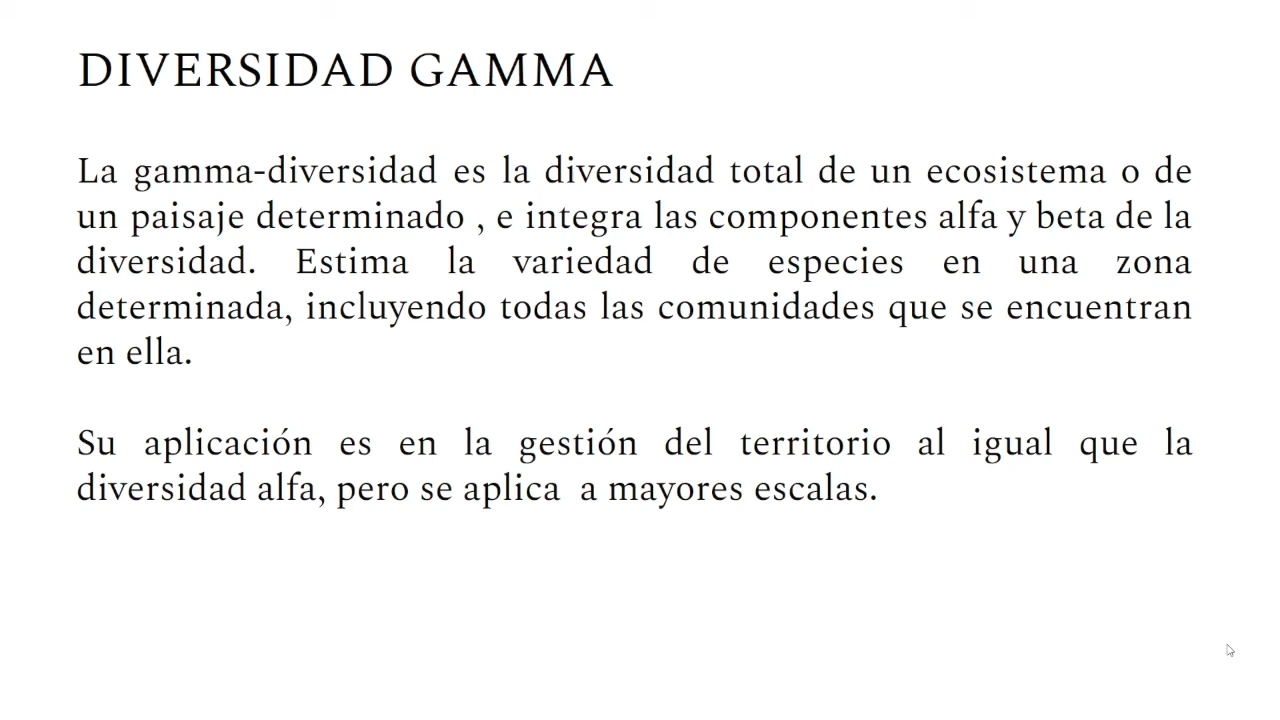 DIVERSIDAD GAMMA
La gamma-diversidad es la diversidad total de un ecosistema o de
un paisaje determinado , e integra las componentes alfa y beta de la
diversidad. Estima la variedad de especies en una zona
determinada, incluyendo todas las comunidades que se encuentran
en ella.
Su aplicación es en la gestión del territorio al igual que la
diversidad alfa, pero se aplica  a mayores escalas.